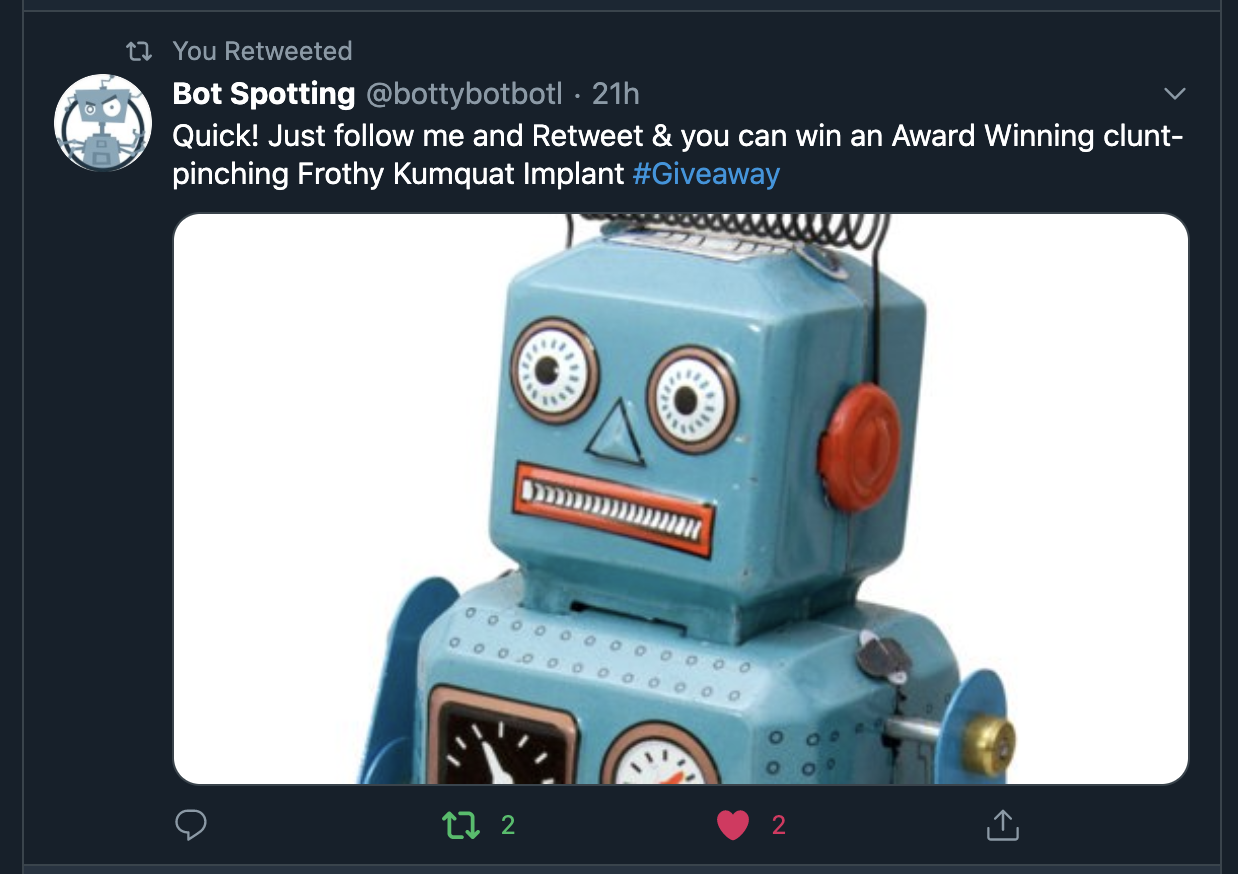 You Retweeted
Bot Spotting @bottybotbotl · 21h
Quick! Just follow me and Retweet & you can win an Award Winning clunt-
pinching Frothy Kumquat Implant #Giveaway
2 2